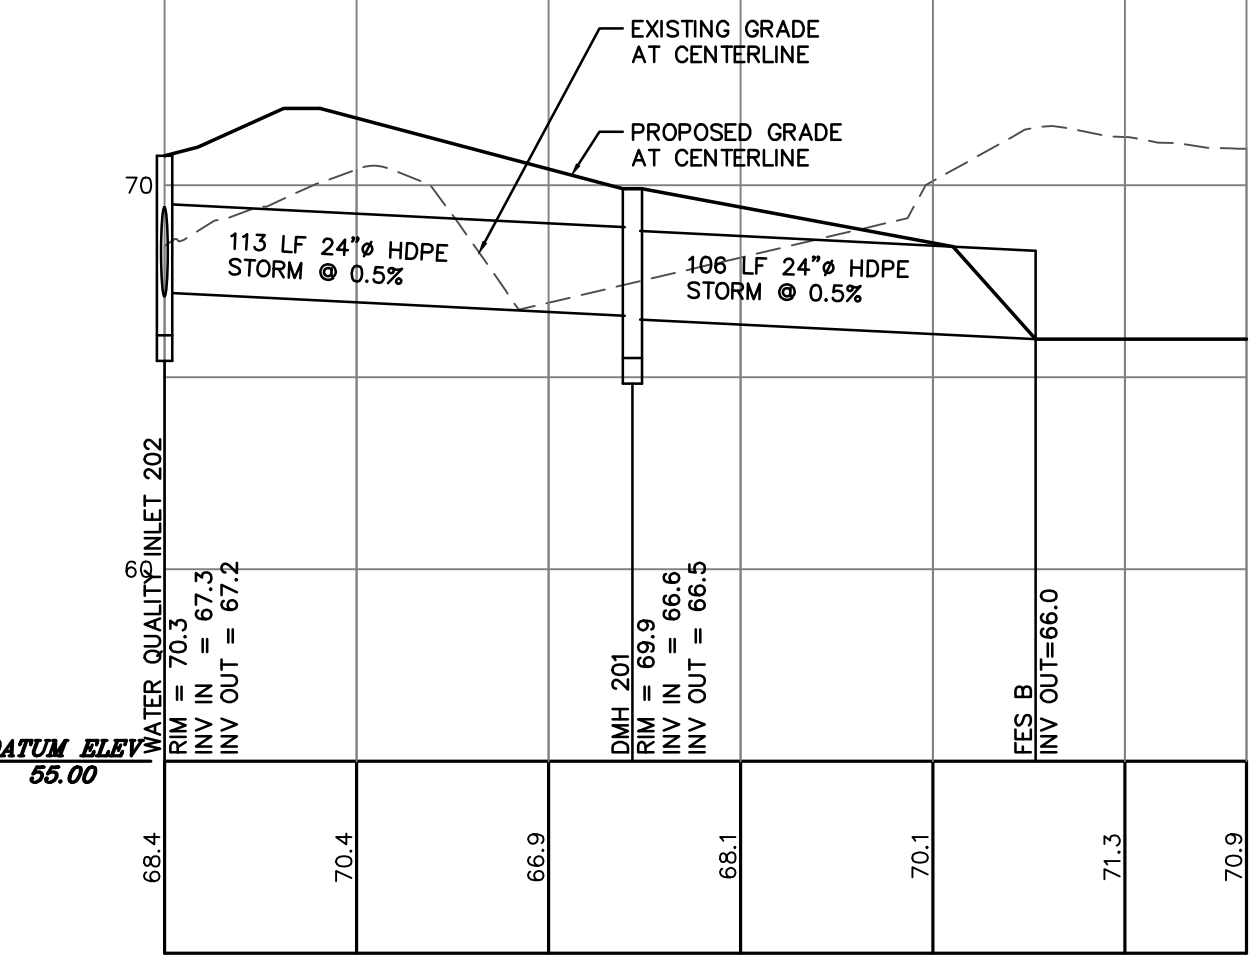 EXISTING GRADE
AT CENTERLINE
PROPOSED GRADE
AT CENTERLINE
70
113 LF 24"ø HDPE
STORM @ 0.5%
106 LF 24"ø HDPE
STORM @ 0.5%
60
WATER QUALITY INLET 202
RIM = 70.3
INV IN = 67.3
INV OUT = 67.2
DMH 201
RIM = 69.9
INV IN = 66.6
INV OUT = 66.5
FES B
INV OUT=66.0
DATUM ELEV
55.00
68.4
70.4
66.9
68.1
70.1
71.3
70.9